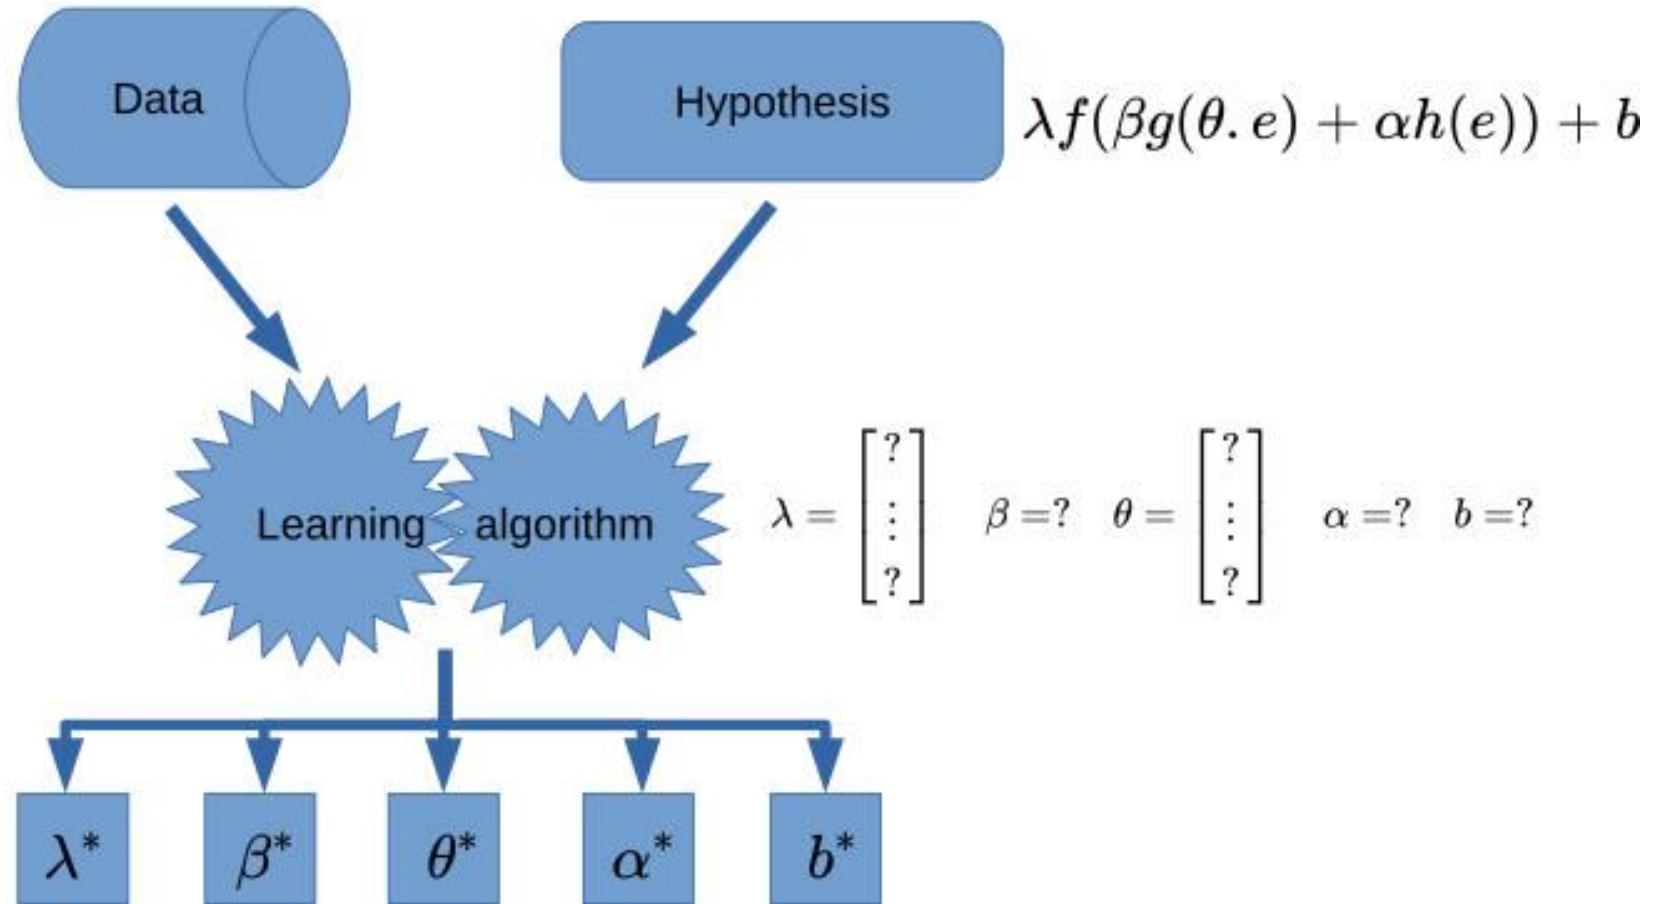 Data
Hypothesis
λf(βg(θ.e) + αh(e)) + b
Learning algorithm
λ = [? ⋮ ?] β =? θ = [? ⋮ ?] α =? b =?
λ* β* θ* α* b*